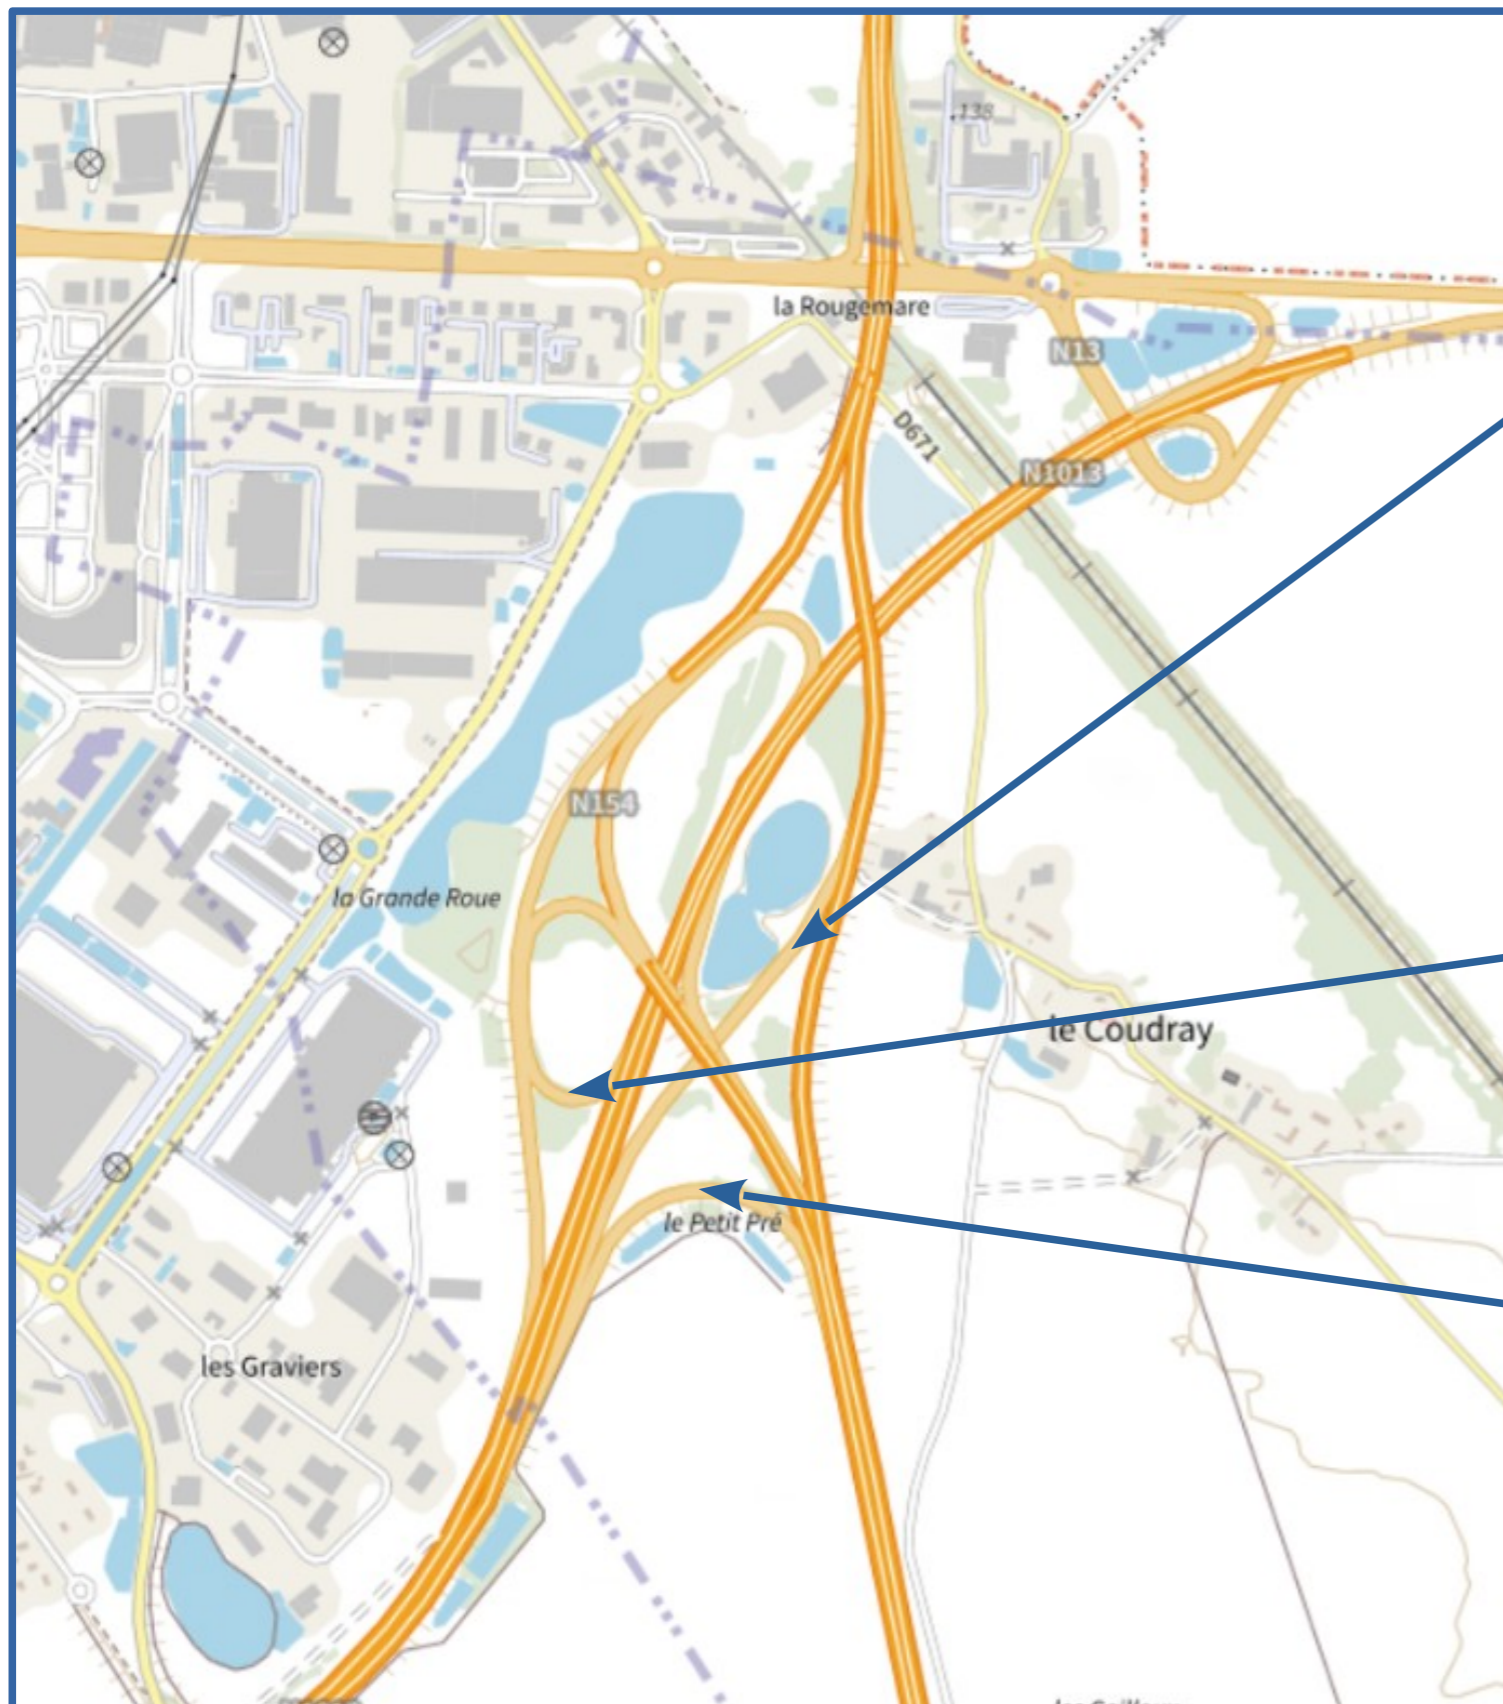 138
la Rougemare
N13
D671
N1013
N154
la Grande Roue
le Coudray
le Petit Pré
les Graviers